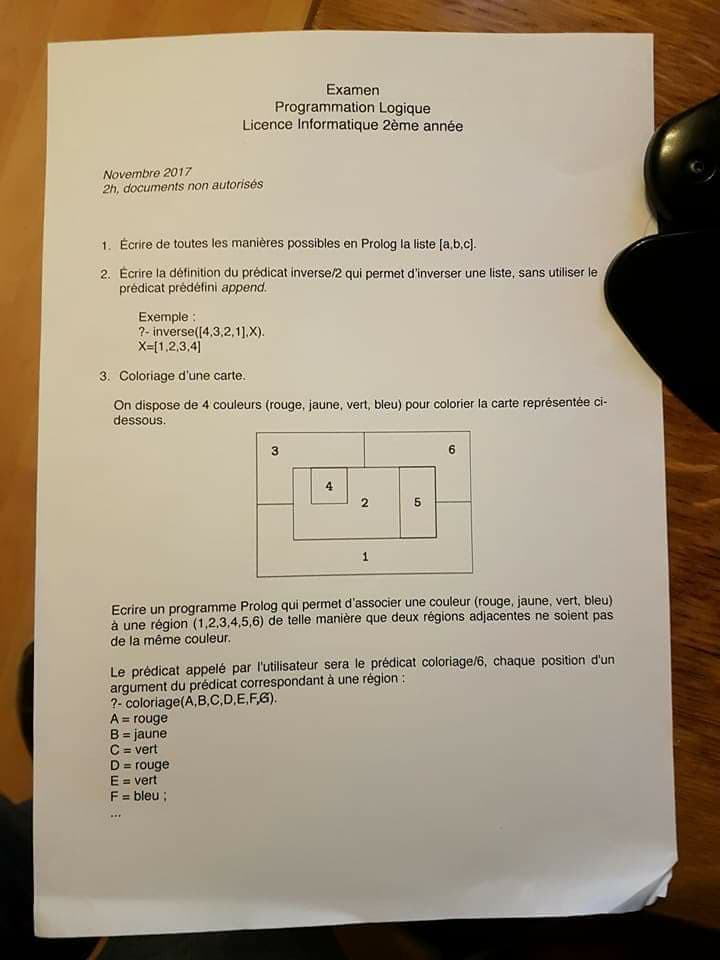 Examen
Programmation Logique
Licence Informatique 2ème année
Novembre 2017
2h, documents non autorisés
1. Écrire de toutes les manières possibles en Prolog la liste [a,b,c].
2. Écrire la définition du prédicat inverse/2 qui permet d'inverser une liste, sans utiliser le
prédicat prédéfini append.
Exemple :
?- inverse([4,3,2,1],X).
X=[1,2,3,4]
3. Coloriage d'une carte.
On dispose de 4 couleurs (rouge, jaune, vert, bleu) pour colorier la carte représentée ci-
dessous.
3
6
4
2
5
1
Ecrire un programme Prolog qui permet d'associer une couleur (rouge, jaune, vert, bleu)
à une région (1,2,3,4,5,6) de telle manière que deux régions adjacentes ne soient pas
de la même couleur.
Le prédicat appelé par l'utilisateur sera le prédicat coloriage/6, chaque position d'un
argument du prédicat correspondant à une région :
?- coloriage(A,B,C,D,E,F,G).
A = rouge
B = jaune
C = vert
D = rouge
E = vert
F = bleu ;
...